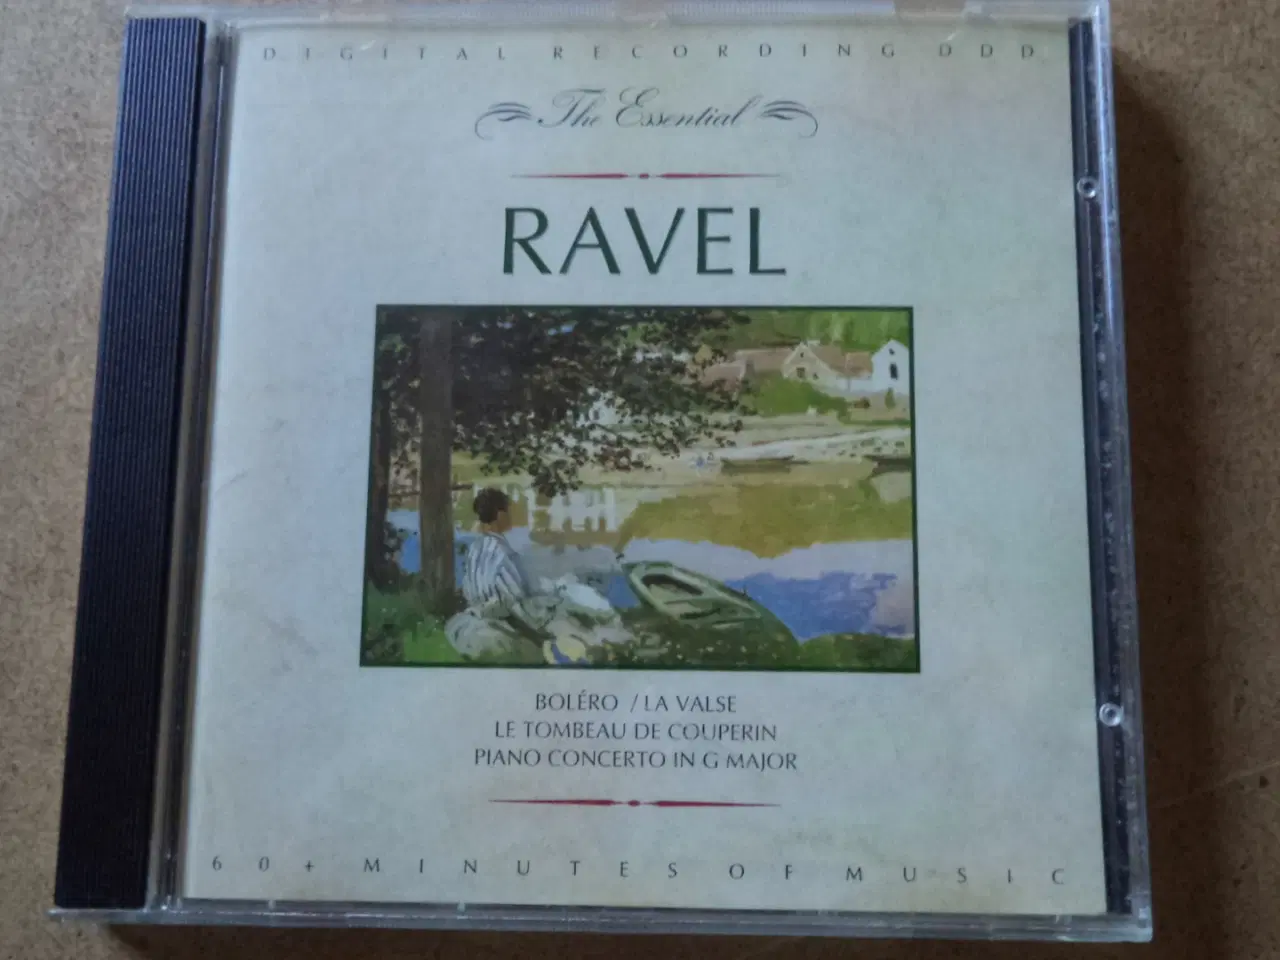 DIGITAL RECORDING DDD
The Essential
RAVEL
BOLÉRO / LA VALSE
LE TOMBEAU DE COUPERIN
PIANO CONCERTO IN G MAJOR
60+ MINUTES OF MUSIC